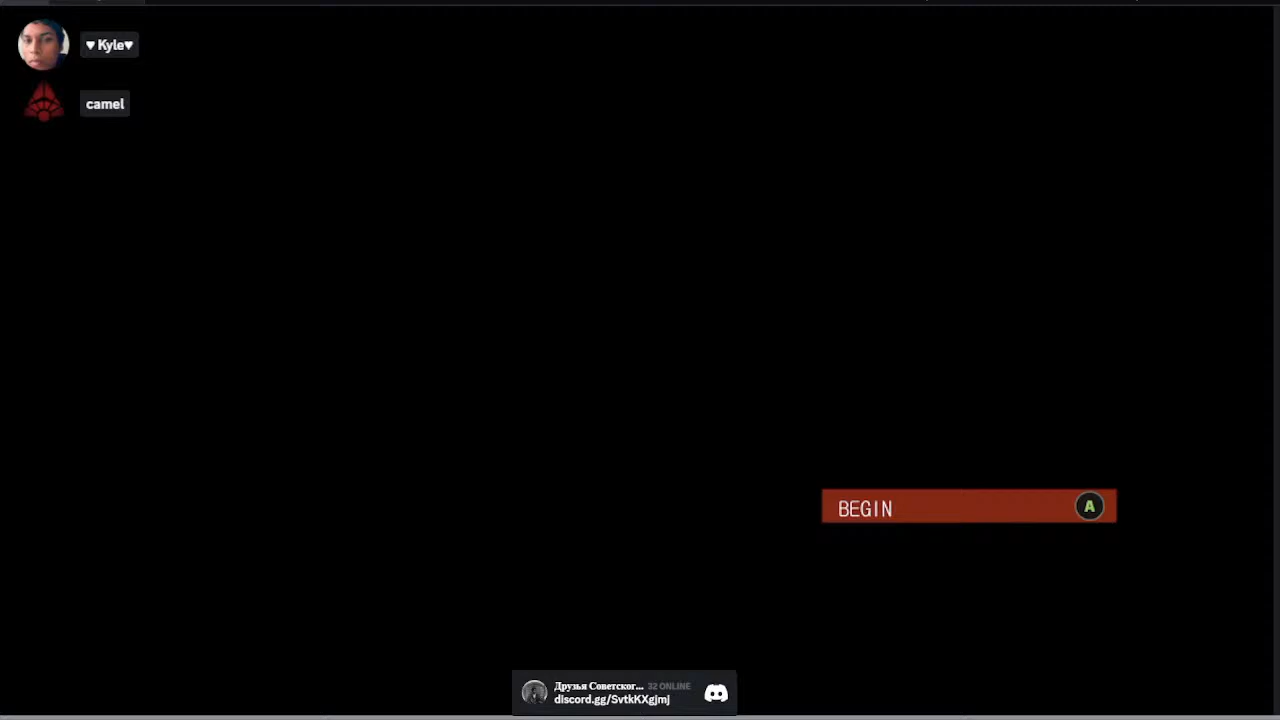 ♥ Kyle♥
camel
BEGIN A
Друзья Советског... 32 ONLINE
discord.gg/SvtkKXgjmj